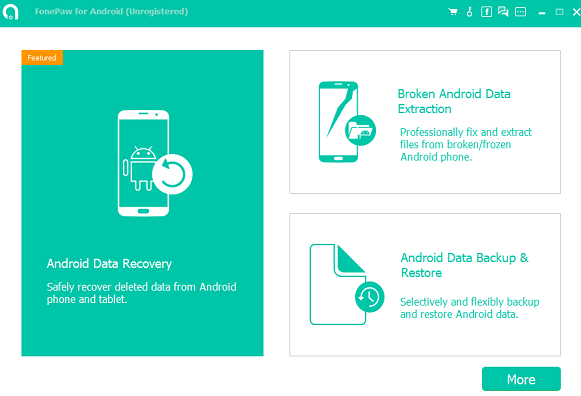 FonePaw for Android (Unregistered)
Featured
Android Data Recovery
Safely recover deleted data from Android
phone and tablet.
Broken Android Data
Extraction
Professionally fix and extract
files from broken/frozen
Android phone.
Android Data Backup &
Restore
Selectively and flexibly backup
and restore Android data.
More